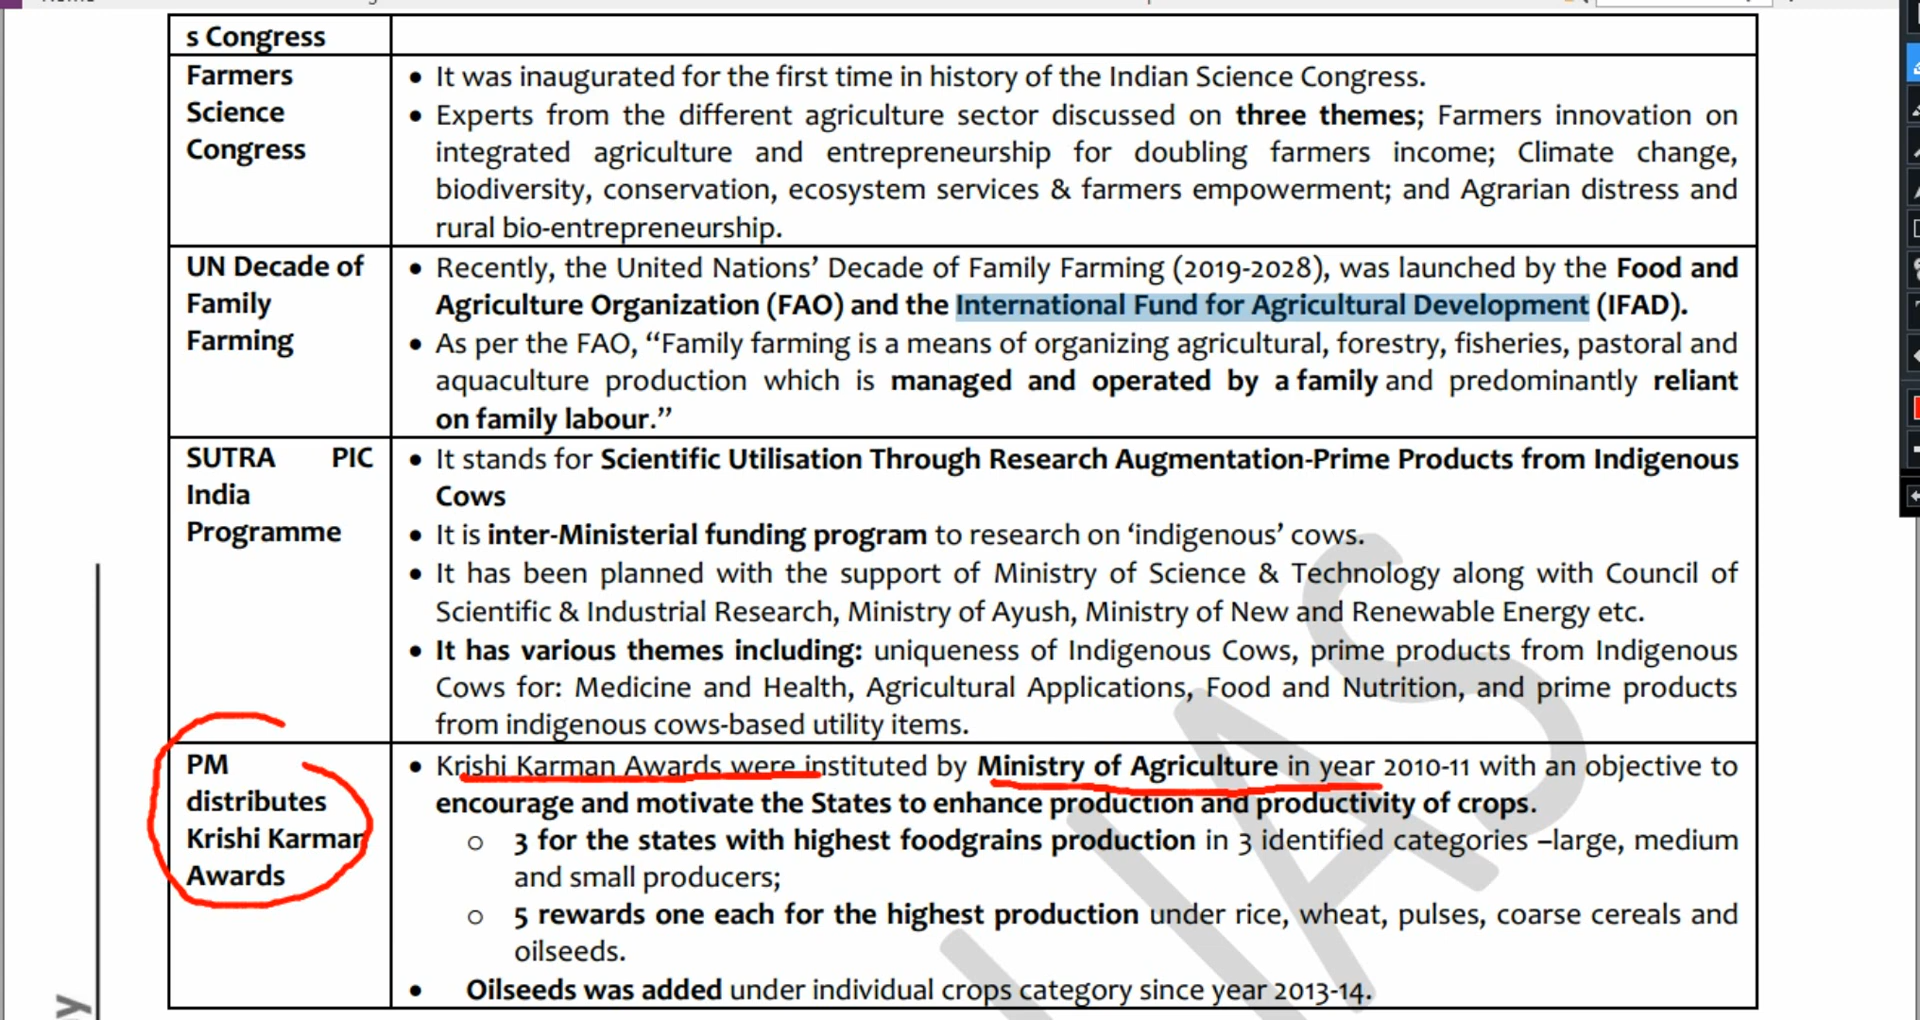 s Congress
Farmers
Science
Congress
• It was inaugurated for the first time in history of the Indian Science Congress.
• Experts from the different agriculture sector discussed on three themes; Farmers innovation on
integrated agriculture and entrepreneurship for doubling farmers income; Climate change,
biodiversity, conservation, ecosystem services & farmers empowerment; and Agrarian distress and
rural bio-entrepreneurship.
UN Decade of
Family
Farming
• Recently, the United Nations’ Decade of Family Farming (2019-2028), was launched by the Food and
Agriculture Organization (FAO) and the International Fund for Agricultural Development (IFAD).
• As per the FAO, “Family farming is a means of organizing agricultural, forestry, fisheries, pastoral and
aquaculture production which is managed and operated by a family and predominantly reliant
on family labour.”
SUTRA PIC
India
Programme
• It stands for Scientific Utilisation Through Research Augmentation-Prime Products from Indigenous
Cows
• It is inter-Ministerial funding program to research on ‘indigenous’ cows.
• It has been planned with the support of Ministry of Science & Technology along with Council of
Scientific & Industrial Research, Ministry of Ayush, Ministry of New and Renewable Energy etc.
• It has various themes including: uniqueness of Indigenous Cows, prime products from Indigenous
Cows for: Medicine and Health, Agricultural Applications, Food and Nutrition, and prime products
from indigenous cows-based utility items.
PM
distributes
Krishi Karman
Awards
• Krishi Karman Awards were instituted by Ministry of Agriculture in year 2010-11 with an objective to
encourage and motivate the States to enhance production and productivity of crops.
o 3 for the states with highest foodgrains production in 3 identified categories –large, medium
and small producers;
o 5 rewards one each for the highest production under rice, wheat, pulses, coarse cereals and
oilseeds.
• Oilseeds was added under individual crops category since year 2013-14.
IAS